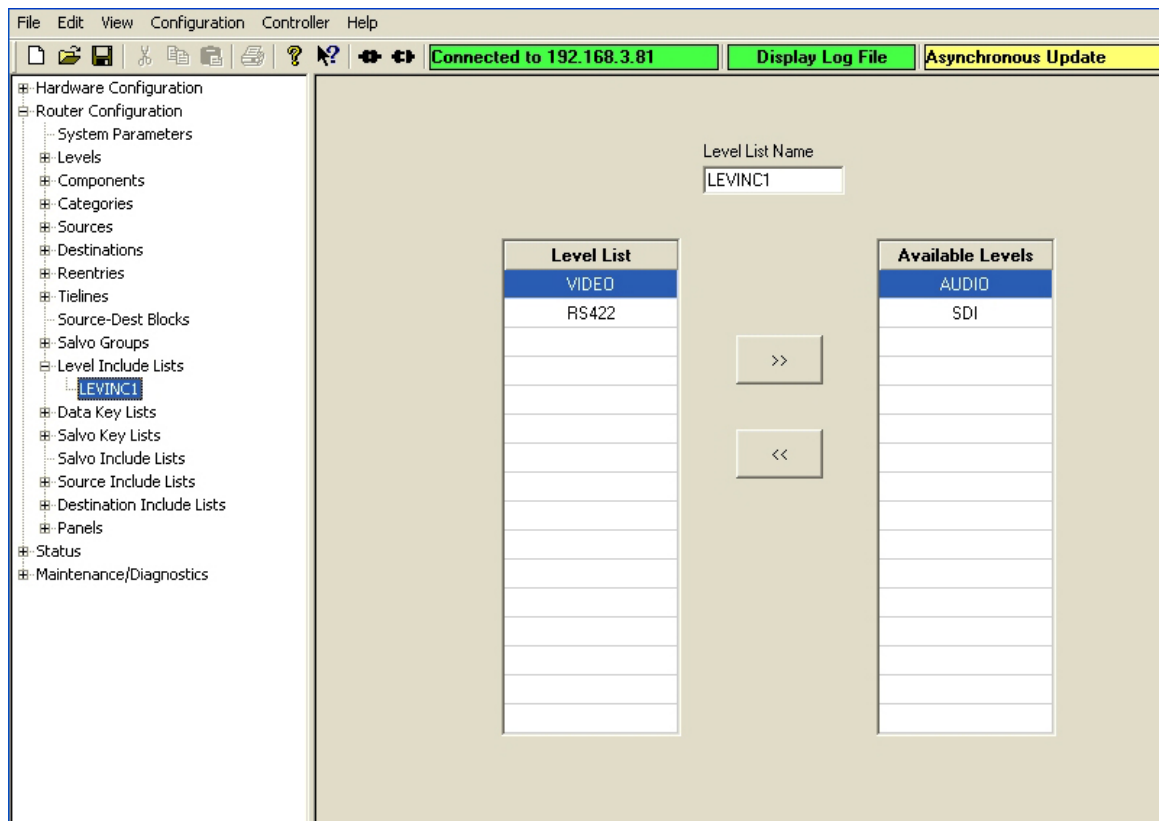 File Edit View Configuration Controller Help
Connected to 192.168.3.81 Display Log File Asynchronous Update
Hardware Configuration
Router Configuration
System Parameters
Levels
Components
Categories
Sources
Destinations
Reentries
Tielines
Source-Dest Blocks
Salvo Groups
Level Include Lists
LEVINC1
Data Key Lists
Salvo Key Lists
Salvo Include Lists
Source Include Lists
Destination Include Lists
Panels
Status
Maintenance/Diagnostics
Level List Name
LEVINC1
Level List
VIDEO
RS422
>>
<<
Available Levels
AUDIO
SDI